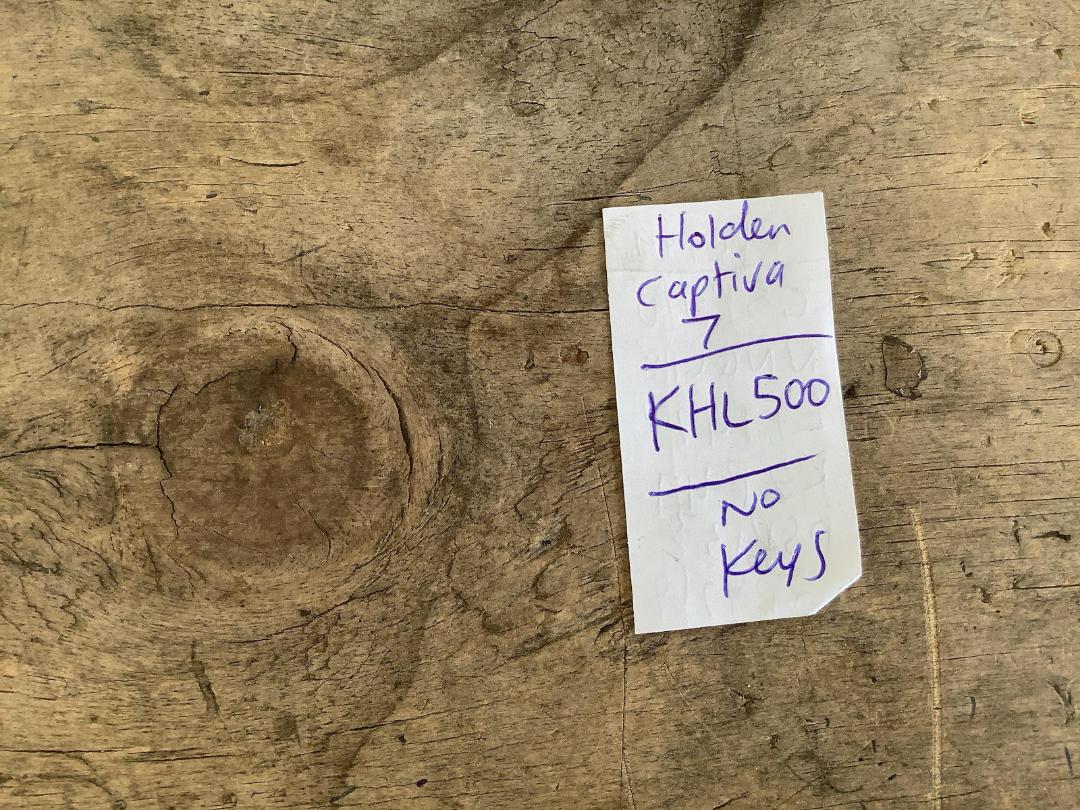 Holden
Captiva
7
KHL500
No
Keys